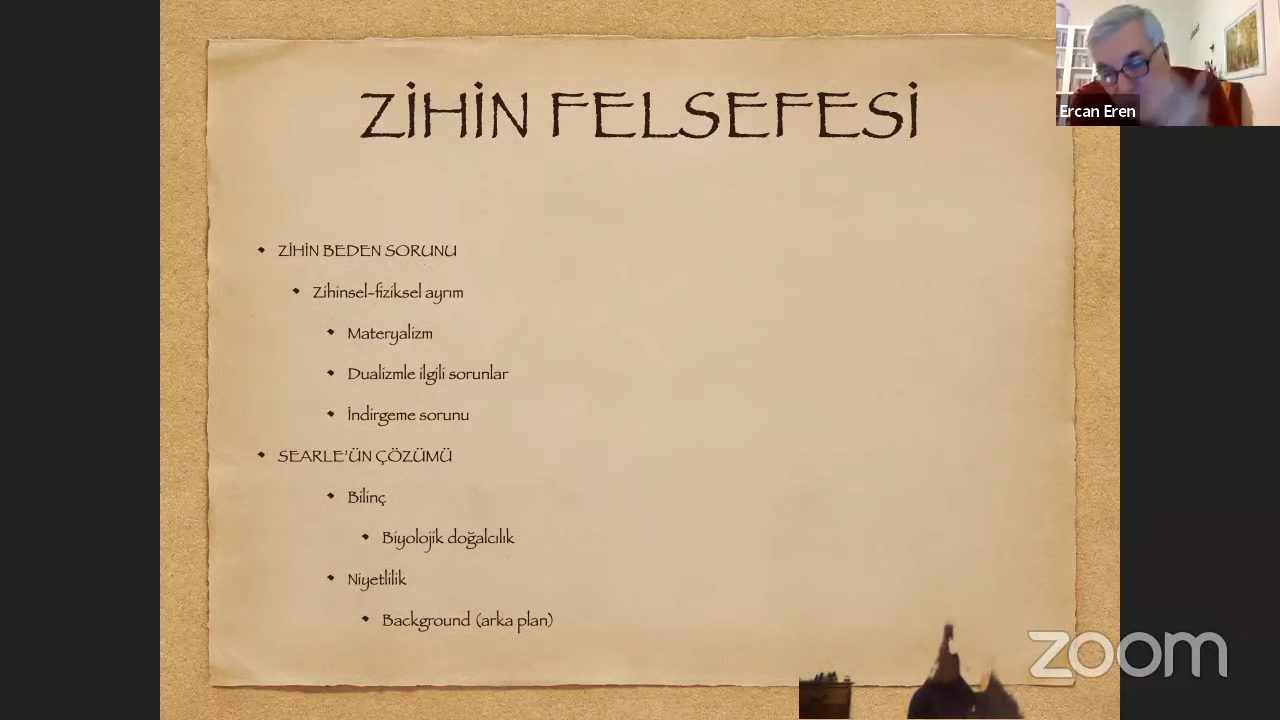 ZİHİN FELSEFESİ
Ercan Eren
ZİHİN BEDEN SORUNU
Zihinsel-fiziksel ayrım
Materyalizm
Dualizmle ilgili sorunlar
İndirgeme sorunu
SEARLE'ÜN ÇÖZÜMÜ
Bilinç
Biyolojik doğalcılık
Niyetlilik
Background (arka plan)
zoom